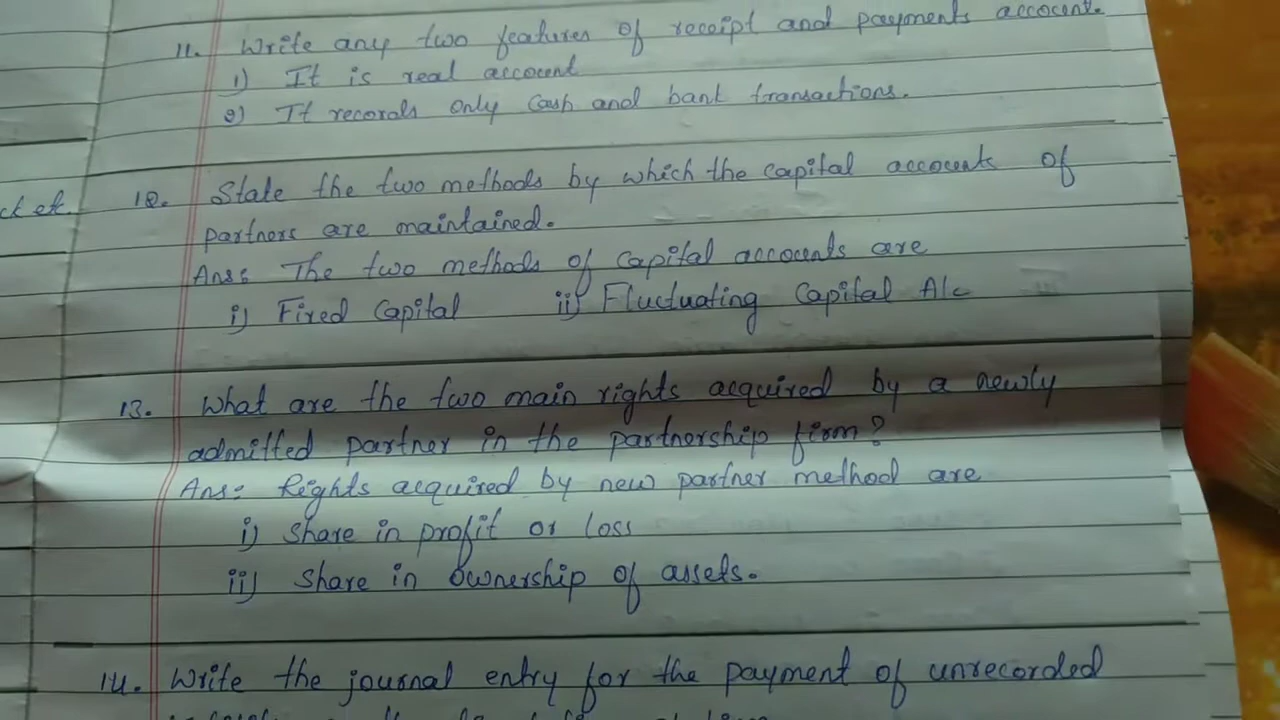 11. Write any two features of receipt and payments account.
1) It is real account
2) It records only Cash and bank transactions.
ct et.
12. State the two methods by which the capital accounts of
partners are maintained.
Ans: The two methods of Capital accounts are
i) Fixed Capital ii) Fluctuating Capital A/c
13. What are the two main rights acquired by a newly
admitted partner in the partnership firm?
Ans: Rights acquired by new partner method are
i) Share in profit or loss
ii) Share in ownership of assets.
14. Write the journal entry for the payment of unrecorded